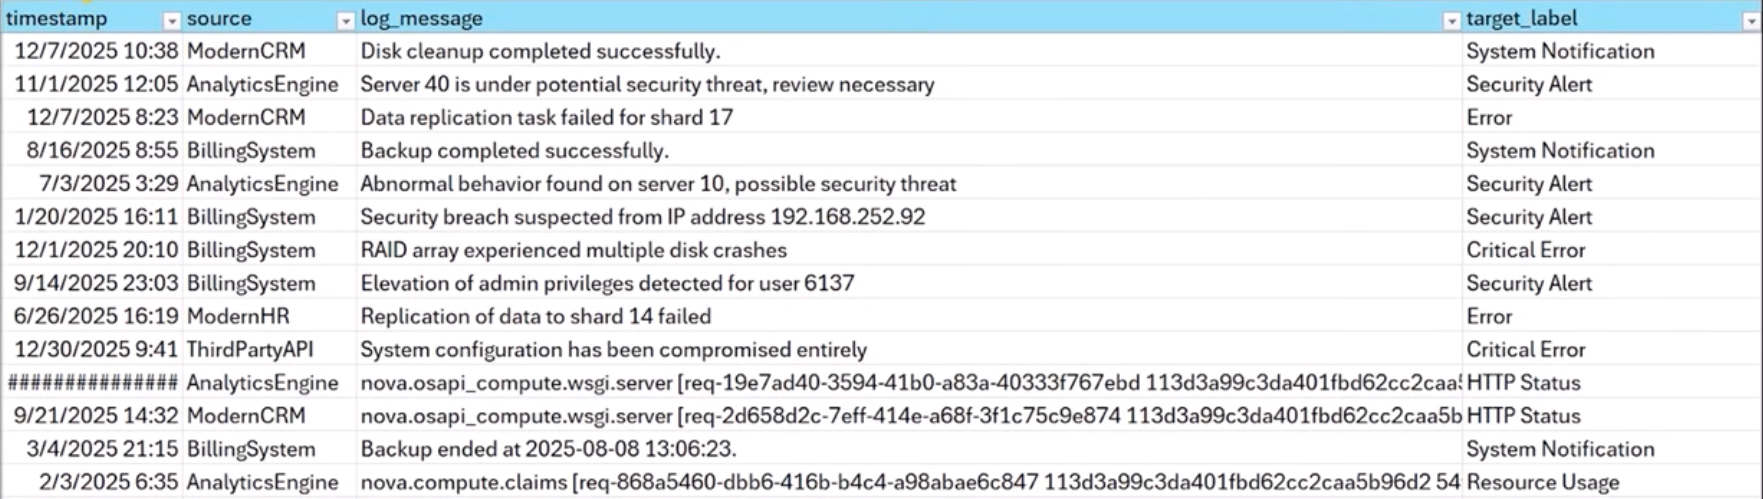 timestamp source log_message target_label
12/7/2025 10:38 ModernCRM Disk cleanup completed successfully. System Notification
11/1/2025 12:05 AnalyticsEngine Server 40 is under potential security threat, review necessary Security Alert
12/7/2025 8:23 ModernCRM Data replication task failed for shard 17 Error
8/16/2025 8:55 BillingSystem Backup completed successfully. System Notification
7/3/2025 3:29 AnalyticsEngine Abnormal behavior found on server 10, possible security threat Security Alert
1/20/2025 16:11 BillingSystem Security breach suspected from IP address 192.168.252.92 Security Alert
12/1/2025 20:10 BillingSystem RAID array experienced multiple disk crashes Critical Error
9/14/2025 23:03 BillingSystem Elevation of admin privileges detected for user 6137 Security Alert
6/26/2025 16:19 ModernHR Replication of data to shard 14 failed Error
12/30/2025 9:41 ThirdPartyAPI System configuration has been compromised entirely Critical Error
############### AnalyticsEngine nova.osapi_compute.wsgi.server [req-19e7ad40-3594-41b0-a83a-40333f767ebd 113d3a99c3da401fbd62cc2caa5 HTTP Status
9/21/2025 14:32 ModernCRM nova.osapi_compute.wsgi.server [req-2d658d2c-7eff-414e-a68f-3f1c75c9e874 113d3a99c3da401fbd62cc2caa5b HTTP Status
3/4/2025 21:15 BillingSystem Backup ended at 2025-08-08 13:06:23. System Notification
2/3/2025 6:35 AnalyticsEngine nova.compute.claims [req-868a5460-dbb6-416b-b4c4-a98abae6c847 113d3a99c3da401fbd62cc2caa5b96d2 54 Resource Usage